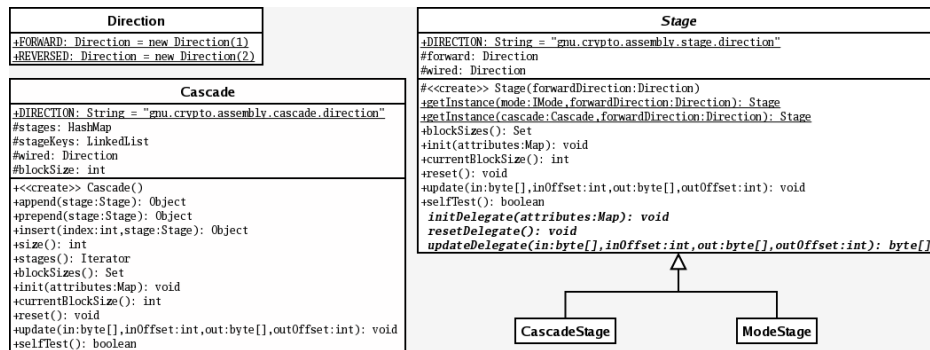 Direction
+FORWARD: Direction = new Direction(1)
+REVERSED: Direction = new Direction(2)
Cascade
+DIRECTION: String = "gnu.crypto.assembly.cascade.direction"
#stages: HashMap
#stageKeys: LinkedList
#wired: Direction
#blockSize: int
+<<create>> Cascade()
+append(stage:Stage): Object
+prepend(stage:Stage): Object
+insert(index:int,stage:Stage): Object
+size(): int
+stages(): Iterator
+blockSizes(): Set
+init(attributes:Map): void
+currentBlockSize(): int
+reset(): void
+update(in:byte[],inOffset:int,out:byte[],outOffset:int): void
+selfTest(): boolean
Stage
+DIRECTION: String = "gnu.crypto.assembly.stage.direction"
#forward: Direction
#wired: Direction
#<<create>> Stage(forwardDirection:Direction)
+getInstance(mode:IMode,forwardDirection:Direction): Stage
+getInstance(cascade:Cascade,forwardDirection:Direction): Stage
+blockSizes(): Set
+init(attributes:Map): void
+currentBlockSize(): int
+reset(): void
+update(in:byte[],inOffset:int,out:byte[],outOffset:int): void
+selfTest(): boolean
initDelegate(attributes:Map): void
resetDelegate(): void
updateDelegate(in:byte[],inOffset:int,out:byte[],outOffset:int): byte[]
CascadeStage
ModeStage